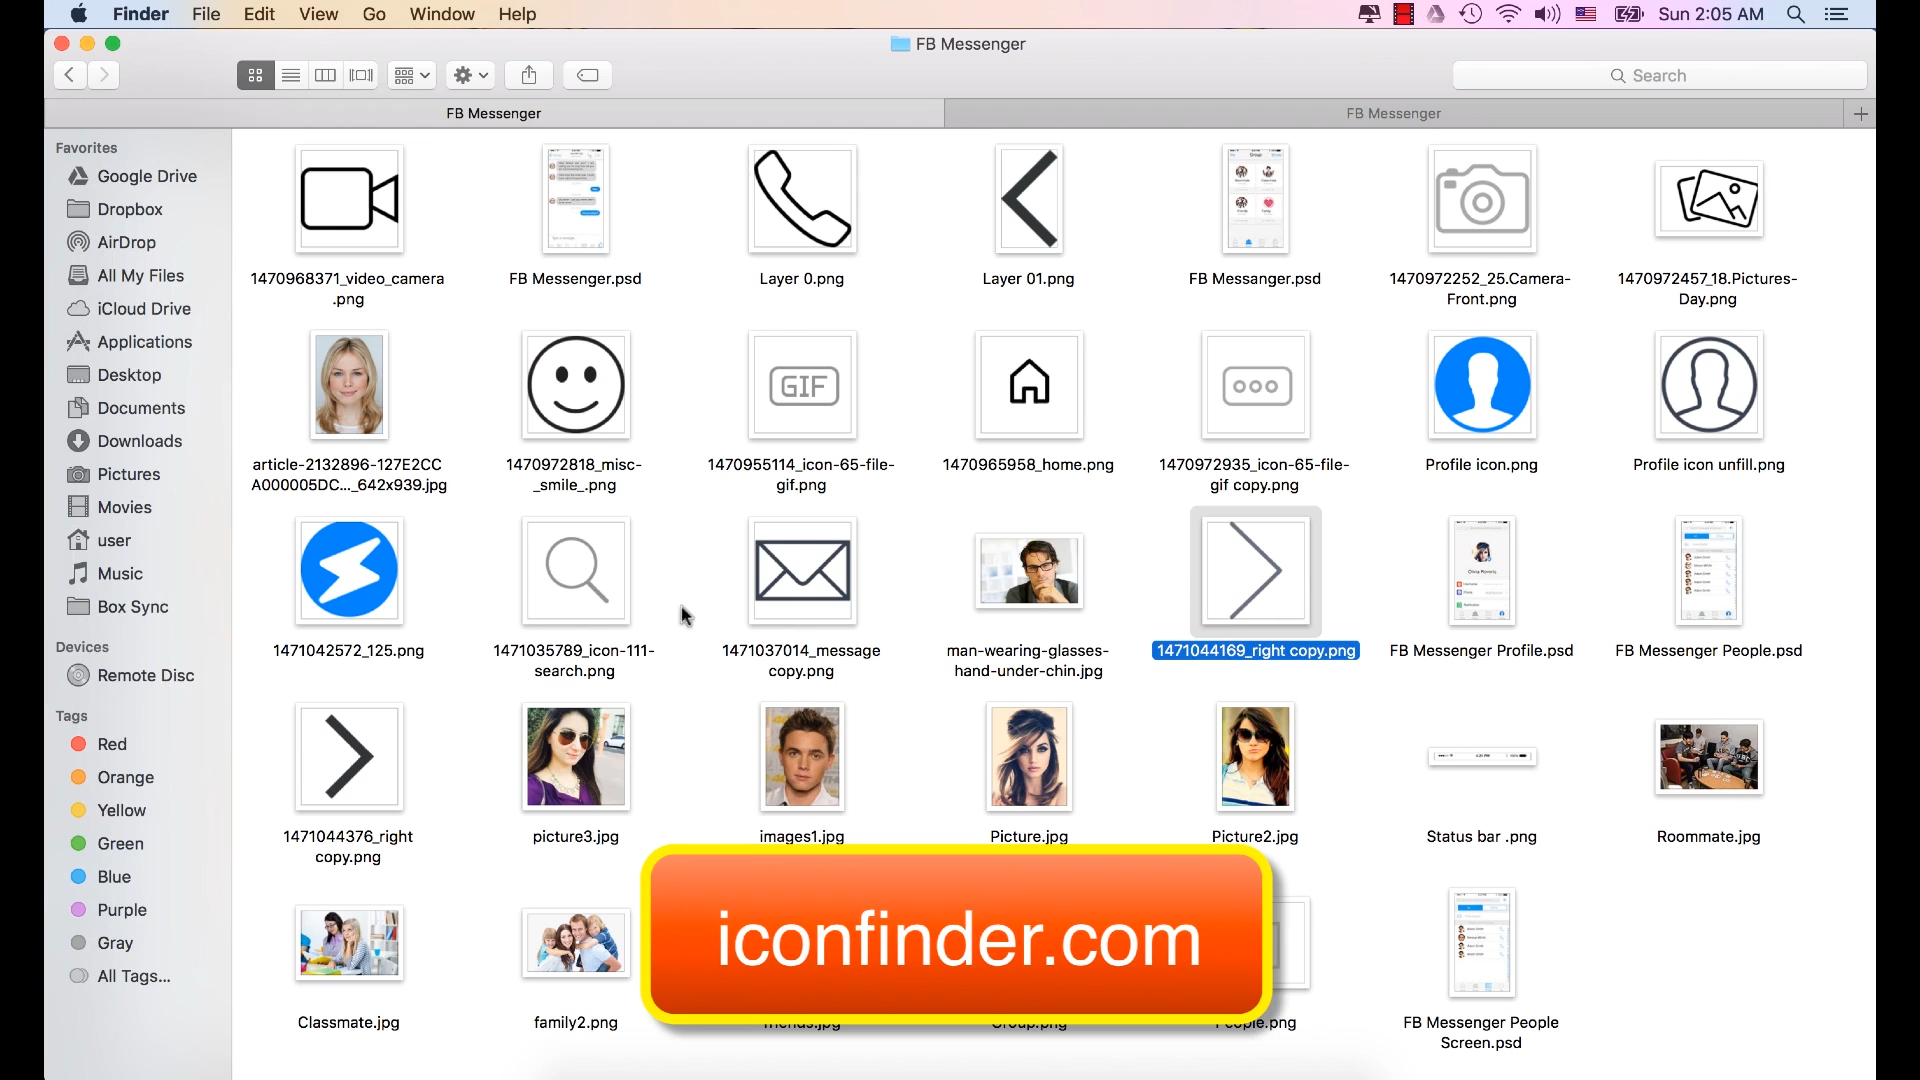 Finder File Edit View Go Window Help
Sun 2:05 AM
FB Messenger
Search
FB Messenger
FB Messenger
Favorites
Google Drive
Dropbox
AirDrop
All My Files
iCloud Drive
Applications
Desktop
Documents
Downloads
Pictures
Movies
user
Music
Box Sync
Devices
Remote Disc
Tags
Red
Orange
Yellow
Green
Blue
Purple
Gray
All Tags...
1470968371_video_camera
.png
FB Messenger.psd
Layer 0.png
Layer 01.png
FB Messanger.psd
1470972252_25.Camera-
Front.png
1470972457_18.Pictures-
Day.png
GIF
article-2132896-127E2CC
A000005DC..._642x939.jpg
1470972818_misc-
_smile_.png
1470955114_icon-65-file-
gif.png
1470965958_home.png
1470972935_icon-65-file-
gif copy.png
Profile icon.png
Profile icon unfill.png
1471042572_125.png
1471035789_icon-111-
search.png
1471037014_message
copy.png
man-wearing-glasses-
hand-under-chin.jpg
1471044169_right copy.png
FB Messenger Profile.psd
FB Messenger People.psd
1471044376_right
copy.png
picture3.jpg
images1.jpg
Picture.jpg
Picture2.jpg
Status bar .png
Roommate.jpg
iconfinder.com
Classmate.jpg
family2.png
friends.jpg
Group.png
People.png
FB Messenger People
Screen.psd